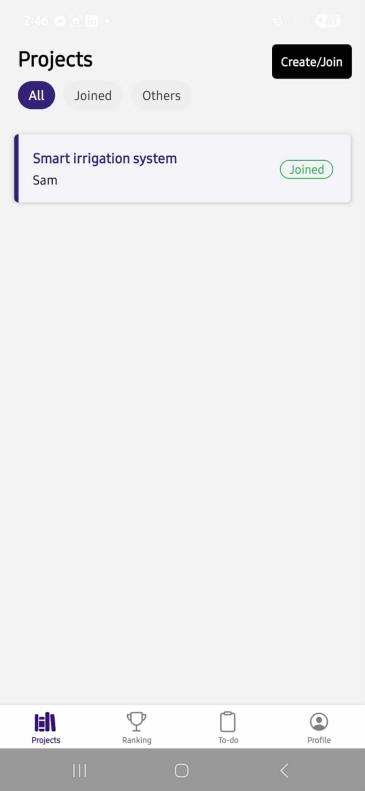 2:46
Projects
Create/Join
All
Joined
Others
Smart irrigation system
Sam
Joined
Projects
Ranking
To-do
Profile